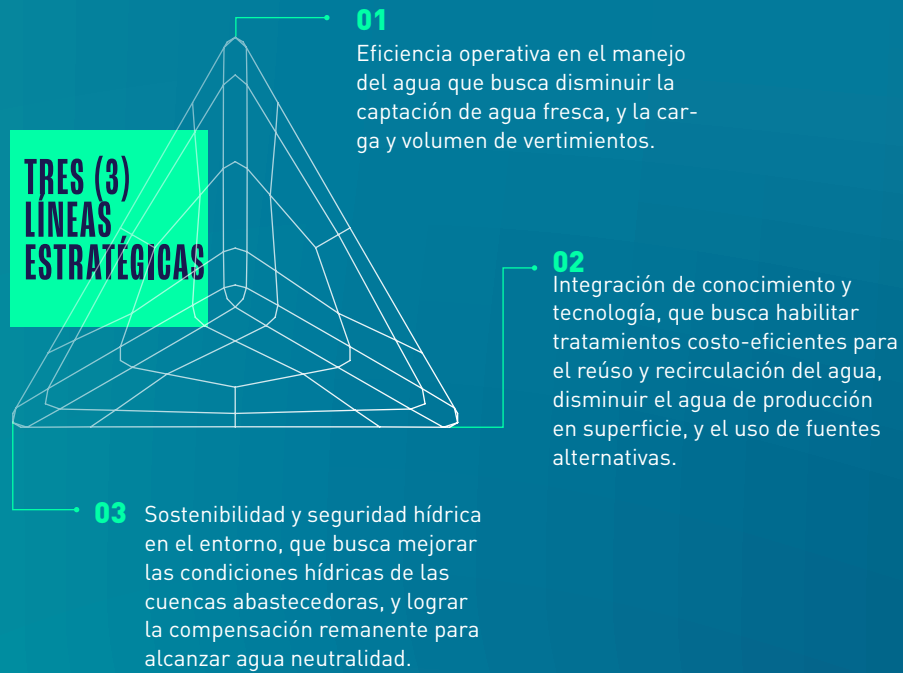 TRES (3)
LÍNEAS
ESTRATÉGICAS
01
Eficiencia operativa en el manejo
del agua que busca disminuir la
captación de agua fresca, y la car-
ga y volumen de vertimientos.
02
Integración de conocimiento y
tecnología, que busca habilitar
tratamientos costo-eficientes para
el reúso y recirculación del agua,
disminuir el agua de producción
en superficie, y el uso de fuentes
alternativas.
03 Sostenibilidad y seguridad hídrica
en el entorno, que busca mejorar
las condiciones hídricas de las
cuencas abastecedoras, y lograr
la compensación remanente para
alcanzar agua neutralidad.